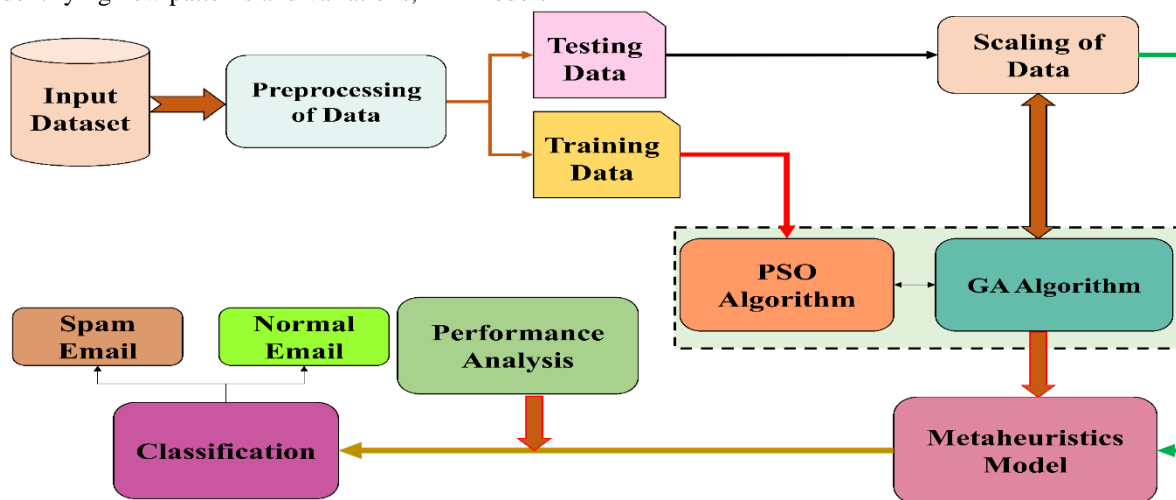 Input
Dataset
Preprocessing
of Data
Testing
Data
Training
Data
Scaling of
Data
PSO
Algorithm
GA Algorithm
Spam
Email
Normal
Email
Performance
Analysis
Classification
Metaheuristics
Model